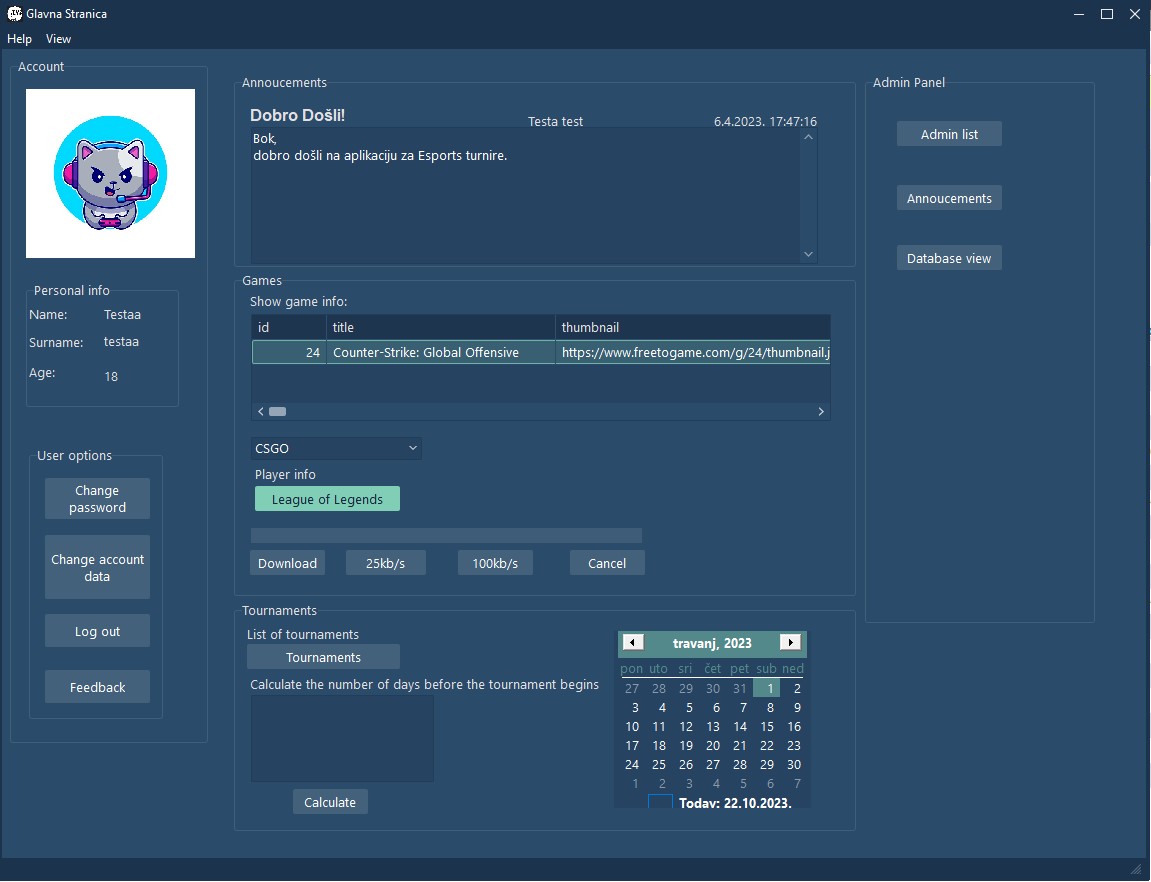 Glavna Stranica
Help View
Account
Personal info
Name: Testaa
Surname: testaa
Age: 18
User options
Change password
Change account data
Log out
Feedback
Annoucements
Dobro Došli! Testa test 6.4.2023. 17:47:16
Bok,
dobro došli na aplikaciju za Esports turnire.
Games
Show game info:
id title thumbnail
24 Counter-Strike: Global Offensive https://www.freetogame.com/g/24/thumbnail.j
CSGO
Player info
League of Legends
Download 25kb/s 100kb/s Cancel
Tournaments
List of tournaments
Tournaments
Calculate the number of days before the tournament begins
Calculate
travanj, 2023
pon uto sri čet pet sub ned
27 28 29 30 31 1 2
3 4 5 6 7 8 9
10 11 12 13 14 15 16
17 18 19 20 21 22 23
24 25 26 27 28 29 30
1 2 3 4 5 6 7
Today: 22.10.2023.
Admin Panel
Admin list
Annoucements
Database view